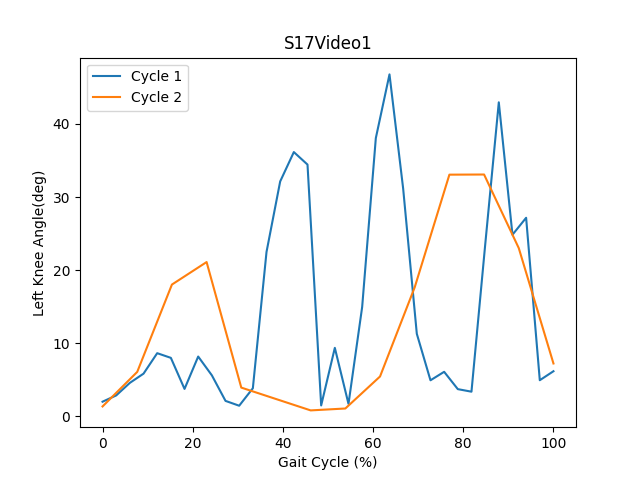 S17Video1
Cycle 1
Cycle 2
Left Knee Angle(deg)
40
30
20
10
0
0 20 40 60 80 100
Gait Cycle (%)